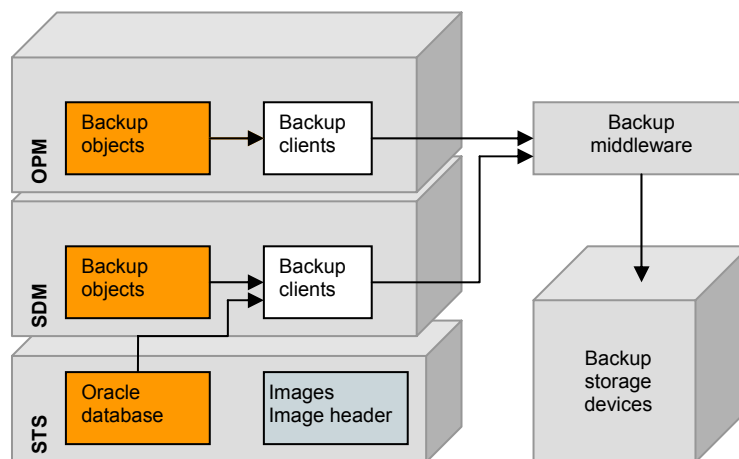 OPM
Backup
objects
Backup
clients
Backup
middleware
SDM
Backup
objects
Backup
clients
STS
Oracle
database
Images
Image header
Backup
storage
devices